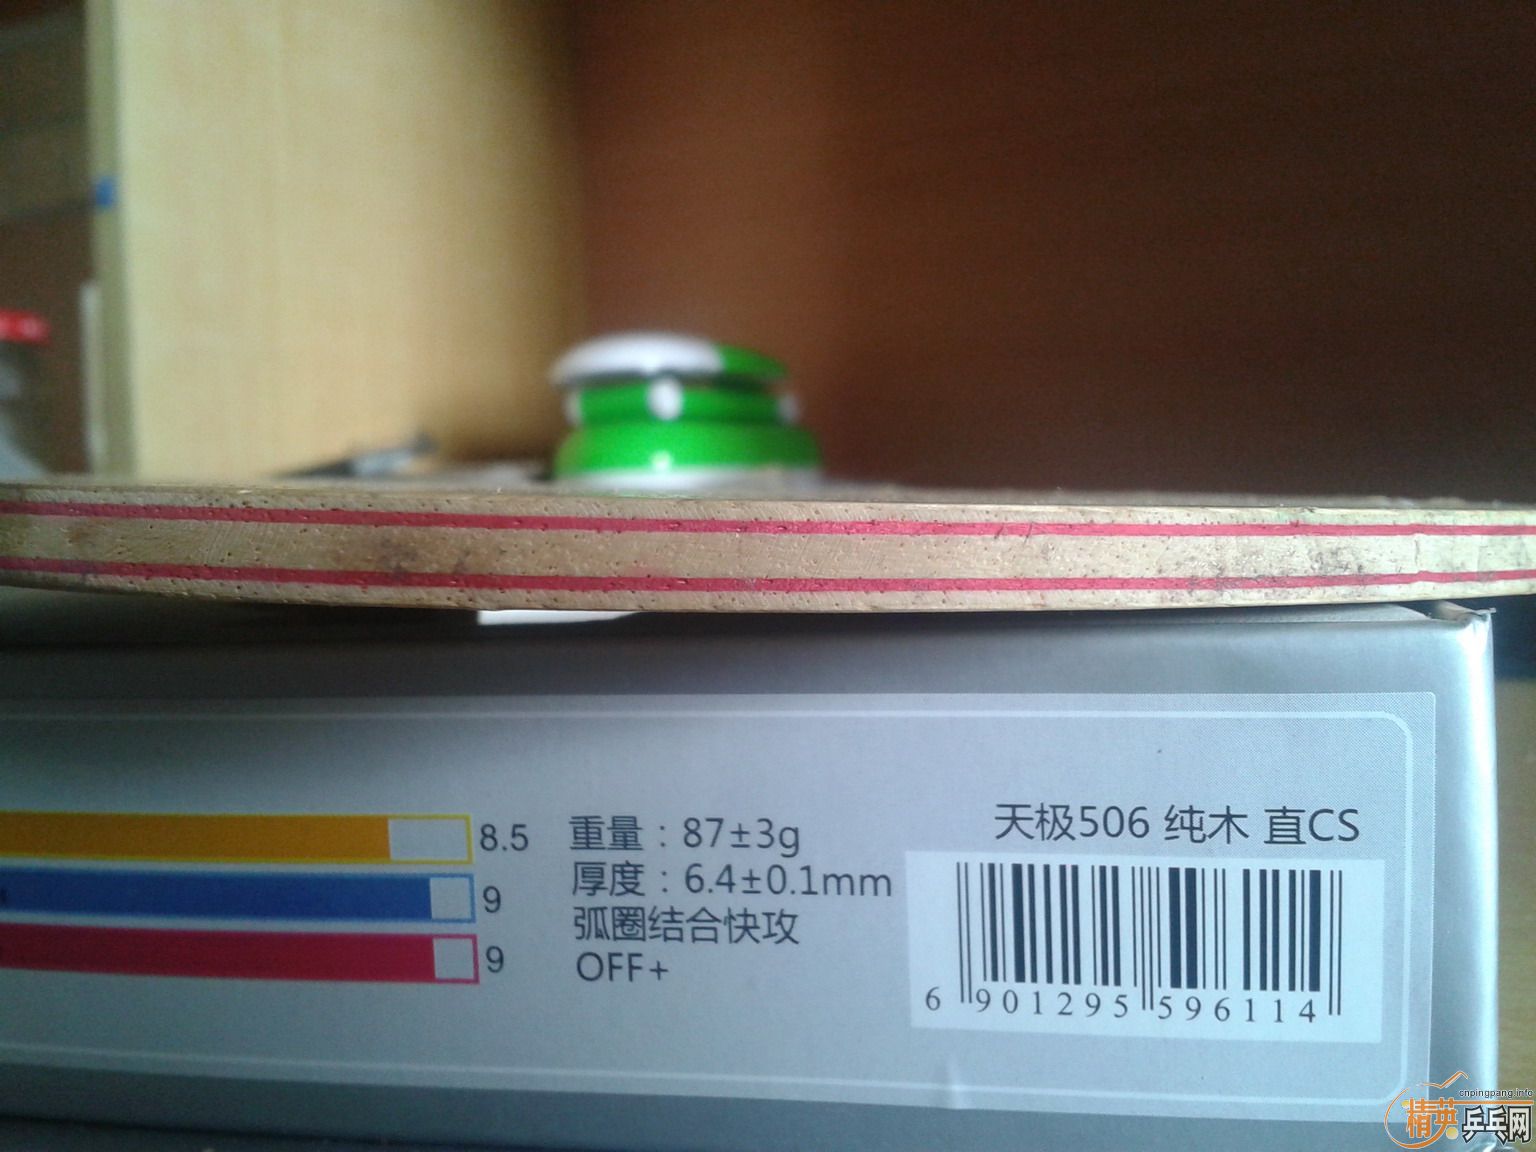 天极506 纯木 直CS
8.5
9
9
重量：87±3g
厚度：6.4±0.1mm
弧圈结合快攻
OFF+
6 901295 596114
cnpingpang.info
精英乒乓网